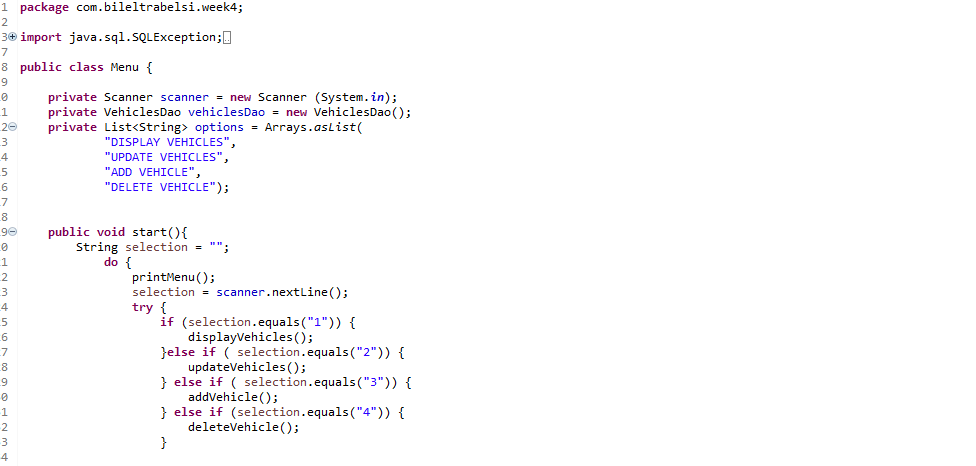 1 package com.bileltrabelsi.week4;
2
3 import java.sql.SQLException;
7
8 public class Menu {
9
0 private Scanner scanner = new Scanner (System.in);
1 private VehiclesDao vehiclesDao = new VehiclesDao();
2 private List<String> options = Arrays.asList(
3 "DISPLAY VEHICLES",
4 "UPDATE VEHICLES",
5 "ADD VEHICLE",
6 "DELETE VEHICLE");
7
8
9 public void start(){
0 String selection = "";
1 do {
2 printMenu();
3 selection = scanner.nextLine();
4 try {
5 if (selection.equals("1")) {
6 displayVehicles();
7 }else if ( selection.equals("2")) {
8 updateVehicles();
9 } else if ( selection.equals("3")) {
0 addVehicle();
1 } else if (selection.equals("4")) {
2 deleteVehicle();
3 }
4